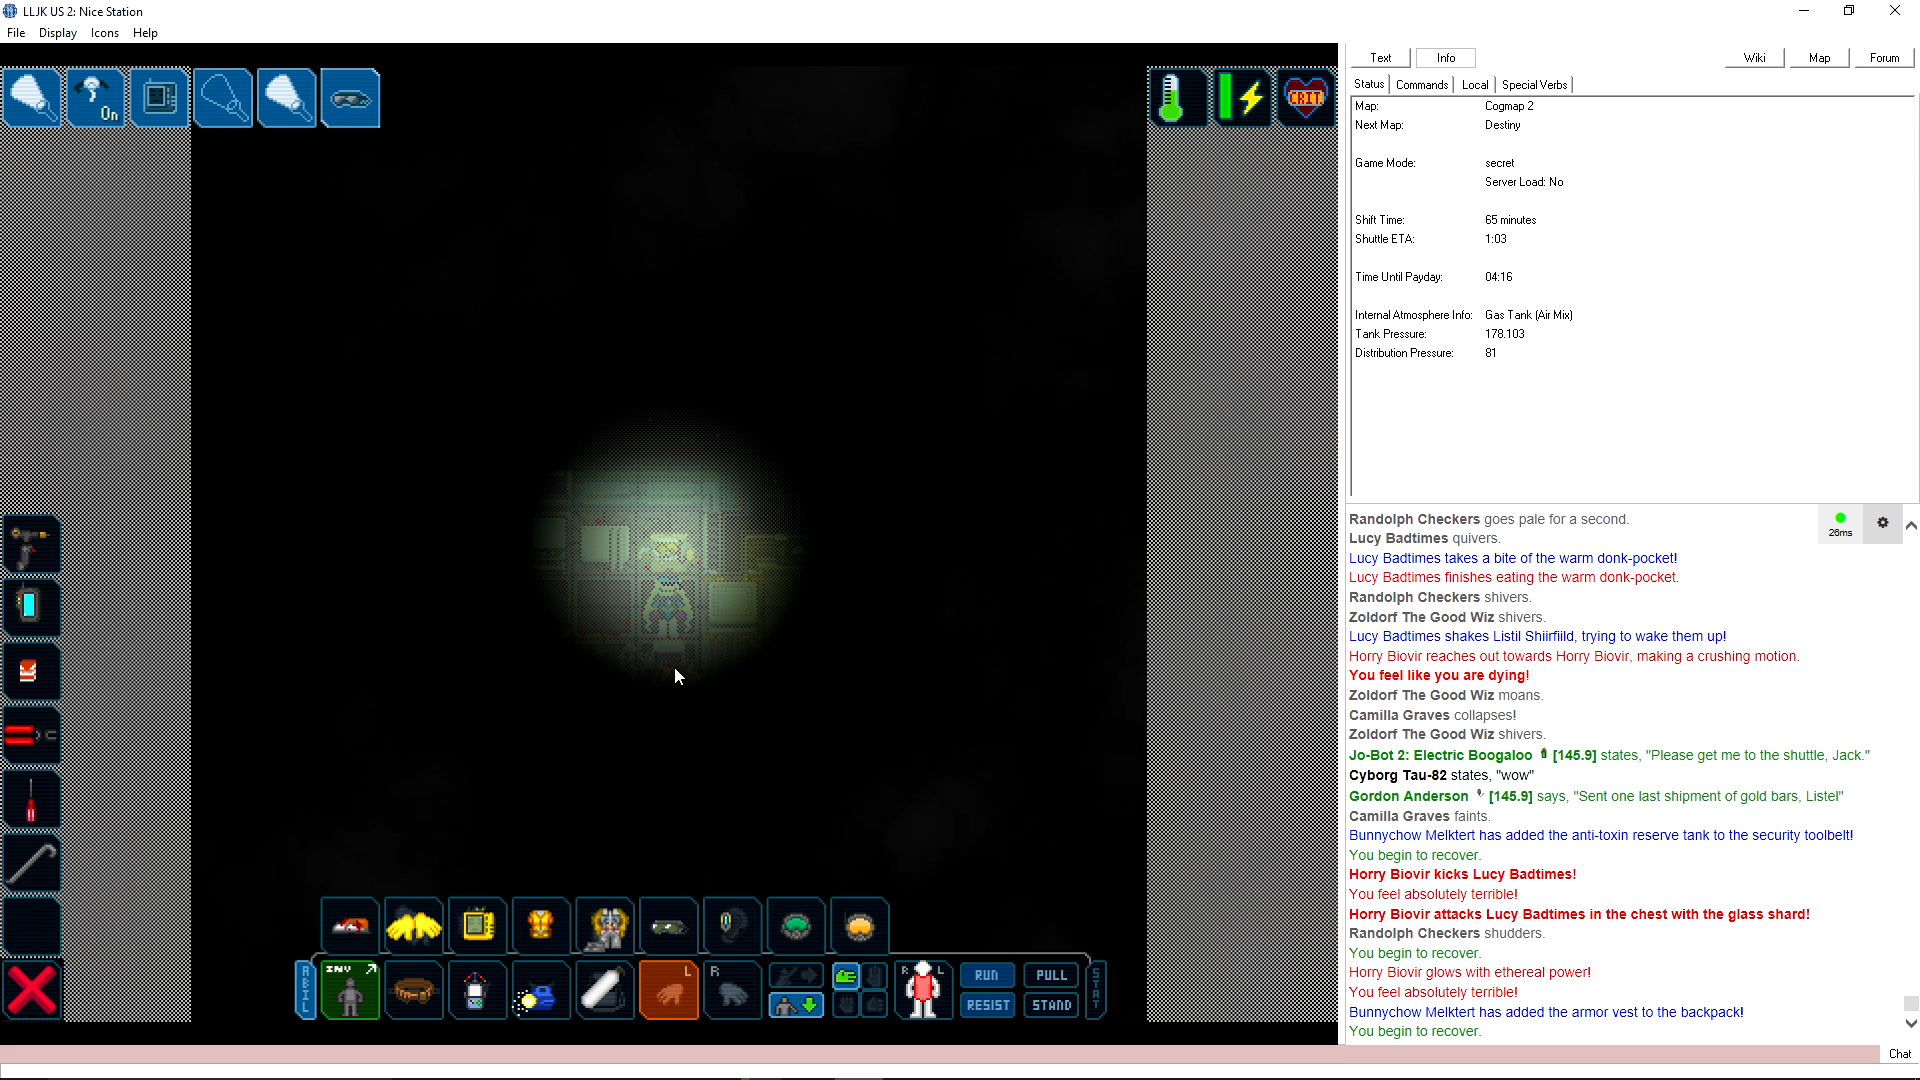 LLJK US 2: Nice Station
File Display Icons Help
On
CRIT
Text Info Wiki Map Forum
Status Commands Local Special Verbs
Map: Cogmap 2
Next Map: Destiny
Game Mode: secret
Server Load: No
Shift Time: 65 minutes
Shuttle ETA: 1:03
Time Until Payday: 04:16
Internal Atmosphere Info: Gas Tank (Air Mix)
Tank Pressure: 178.103
Distribution Pressure: 81
26ms
Randolph Checkers goes pale for a second.
Lucy Badtimes quivers.
Lucy Badtimes takes a bite of the warm donk-pocket!
Lucy Badtimes finishes eating the warm donk-pocket.
Randolph Checkers shivers.
Zoldorf The Good Wiz shivers.
Lucy Badtimes shakes Listil Shiirfiild, trying to wake them up!
Horry Biovir reaches out towards Horry Biovir, making a crushing motion.
You feel like you are dying!
Zoldorf The Good Wiz moans.
Camilla Graves collapses!
Zoldorf The Good Wiz shivers.
Jo-Bot 2: Electric Boogaloo [145.9] states, "Please get me to the shuttle, Jack."
Cyborg Tau-82 states, "wow"
Gordon Anderson [145.9] says, "Sent one last shipment of gold bars, Listel"
Camilla Graves faints.
Bunnychow Melktert has added the anti-toxin reserve tank to the security toolbelt!
You begin to recover.
Horry Biovir kicks Lucy Badtimes!
You feel absolutely terrible!
Horry Biovir attacks Lucy Badtimes in the chest with the glass shard!
Randolph Checkers shudders.
You begin to recover.
Horry Biovir glows with ethereal power!
You feel absolutely terrible!
Bunnychow Melktert has added the armor vest to the backpack!
You begin to recover.
Chat
ABIL
INV
L
R
R L
RUN PULL
RESIST STAND
STAT